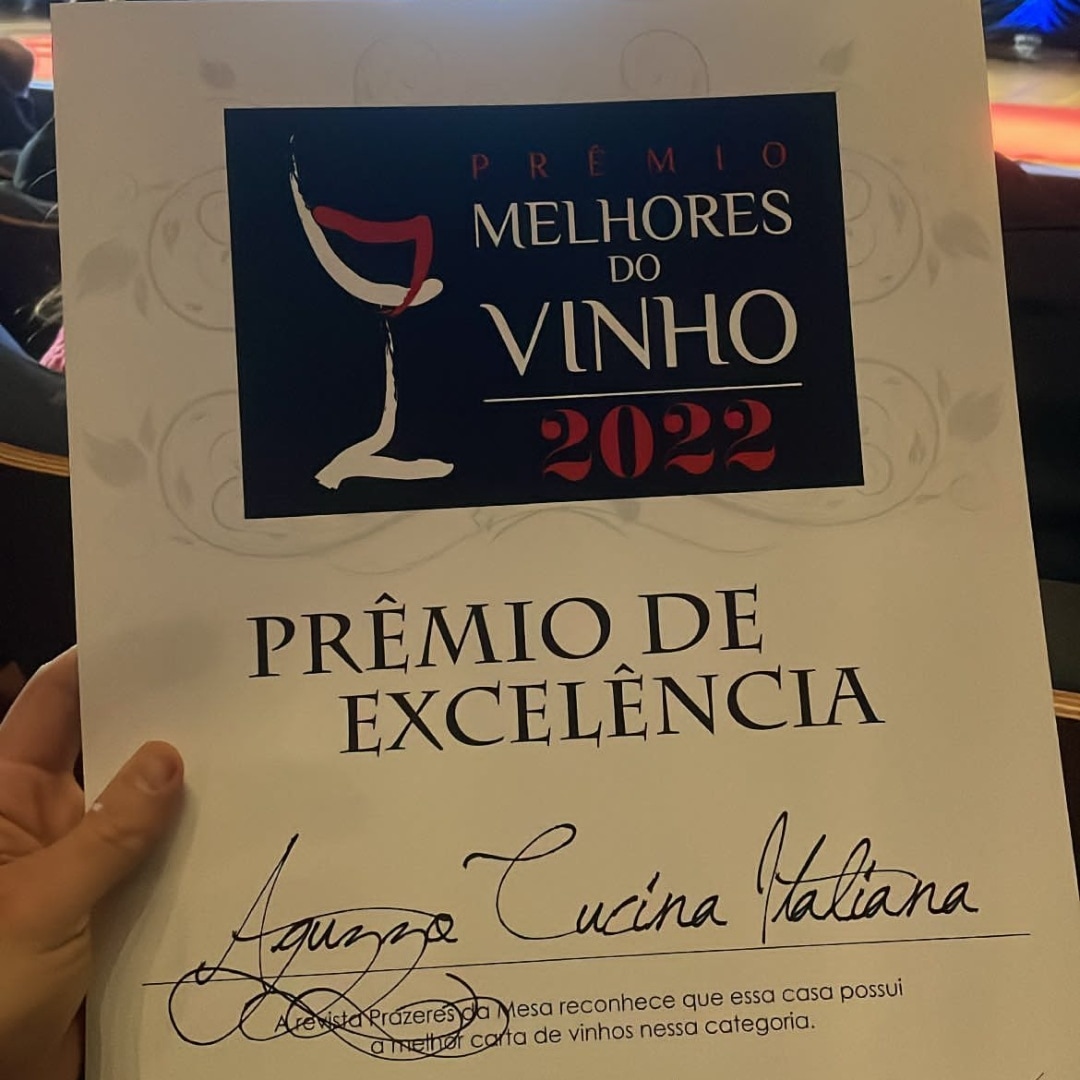 PRÊMIO
MELHORES
DO
VINHO
2022
PRÊMIO DE
EXCELÊNCIA
Aguzzo Cucina Italiana
A revista Prazeres da Mesa reconhece que essa casa possui
a melhor carta de vinhos nessa categoria.